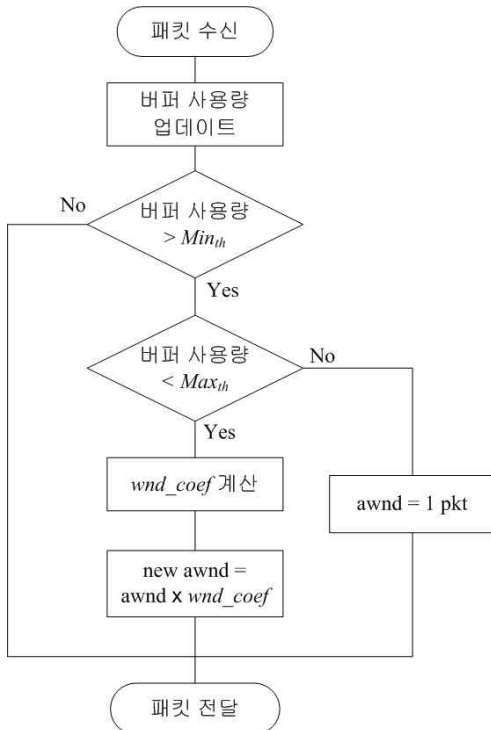 패킷 수신
버퍼 사용량
업데이트
No
버퍼 사용량
> Minth
Yes
버퍼 사용량
< Maxth
No
Yes
wnd_coef 계산
awnd = 1 pkt
new awnd =
awnd x wnd_coef
패킷 전달